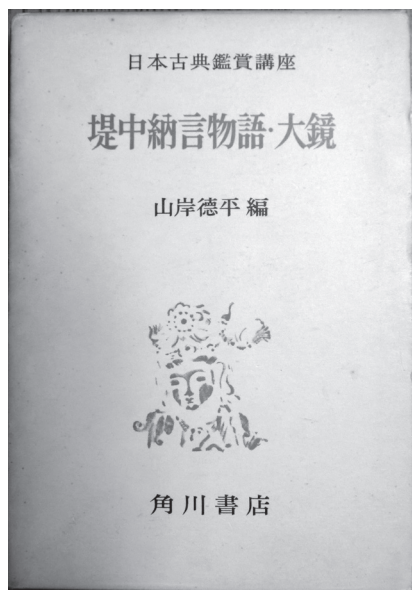 日本古典鑑賞講座
堤中納言物語・大鏡
山岸德平 編
角川書店